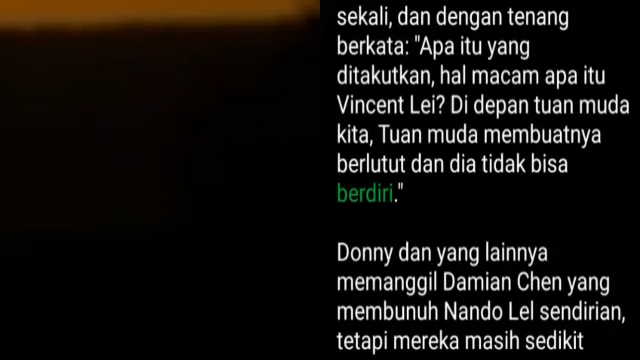 sekali, dan dengan tenang
berkata: "Apa itu yang
ditakutkan, hal macam apa itu
Vincent Lei? Di depan tuan muda
kita, Tuan muda membuatnya
berlutut dan dia tidak bisa
berdiri."
Donny dan yang lainnya
memanggil Damian Chen yang
membunuh Nando Lel sendirian,
tetapi mereka masih sedikit